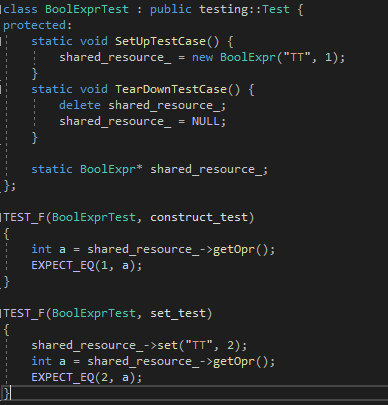 class BoolExprTest : public testing::Test {
protected:
    static void SetUpTestCase() {
        shared_resource_ = new BoolExpr("TT", 1);
    }
    static void TearDownTestCase() {
        delete shared_resource_;
        shared_resource_ = NULL;
    }

    static BoolExpr* shared_resource_;
};

TEST_F(BoolExprTest, construct_test)
{
    int a = shared_resource_->getOpr();
    EXPECT_EQ(1, a);
}

TEST_F(BoolExprTest, set_test)
{
    shared_resource_->set("TT", 2);
    int a = shared_resource_->getOpr();
    EXPECT_EQ(2, a);
}